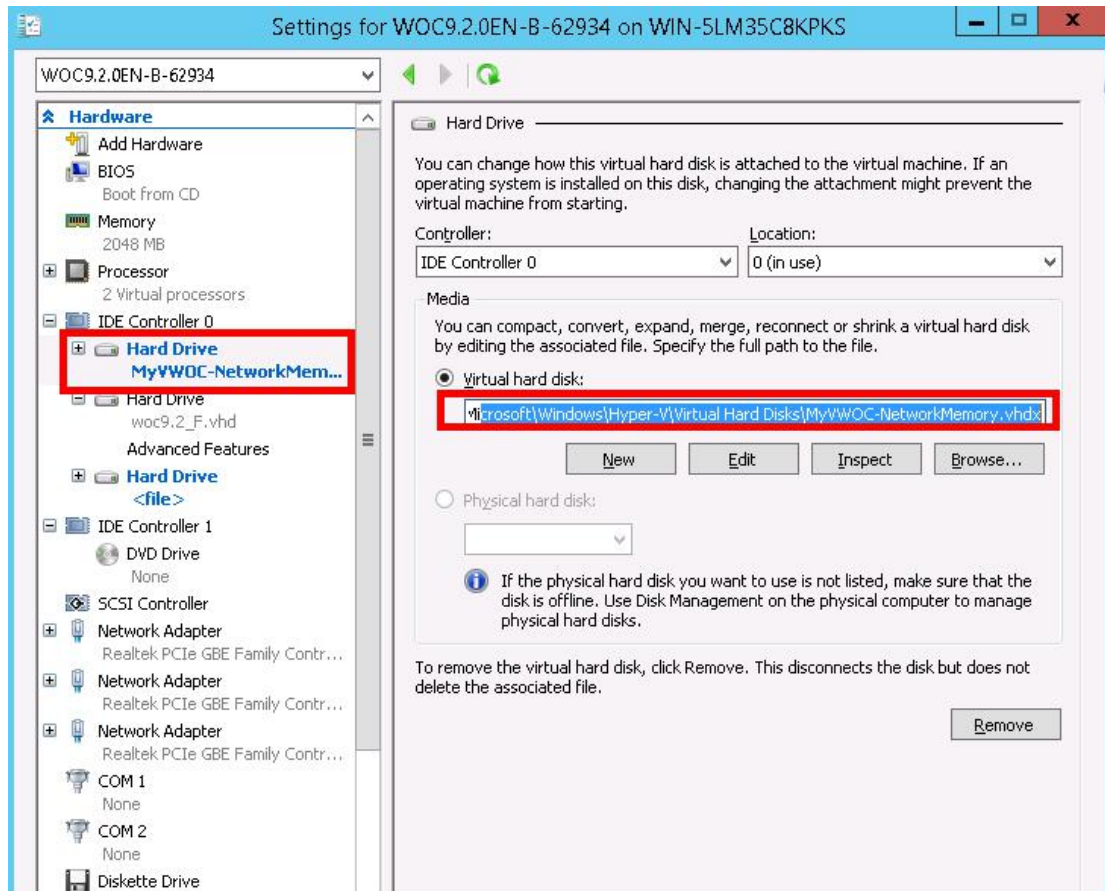 Settings for WOC9.2.0EN-B-62934 on WIN-5LM35C8KPKS
WOC9.2.0EN-B-62934
Hardware
Add Hardware
BIOS
Boot from CD
Memory
2048 MB
Processor
2 Virtual processors
IDE Controller 0
Hard Drive
MyVWOC-NetworkMem...
Hard Drive
woc9.2_F.vhd
Advanced Features
Hard Drive
<file>
IDE Controller 1
DVD Drive
None
SCSI Controller
Network Adapter
Realtek PCIe GBE Family Contr...
Network Adapter
Realtek PCIe GBE Family Contr...
Network Adapter
Realtek PCIe GBE Family Contr...
COM 1
None
COM 2
None
Diskette Drive
Hard Drive
You can change how this virtual hard disk is attached to the virtual machine. If an
operating system is installed on this disk, changing the attachment might prevent the
virtual machine from starting.
Controller: Location:
IDE Controller 0 0 (in use)
Media
You can compact, convert, expand, merge, reconnect or shrink a virtual hard disk
by editing the associated file. Specify the full path to the file.
Virtual hard disk:
Microsoft\Windows\Hyper-V\Virtual Hard Disks\MyVWOC-NetworkMemory.vhdx
New Edit Inspect Browse...
Physical hard disk:
If the physical hard disk you want to use is not listed, make sure that the
disk is offline. Use Disk Management on the physical computer to manage
physical hard disks.
To remove the virtual hard disk, click Remove. This disconnects the disk but does not
delete the associated file.
Remove